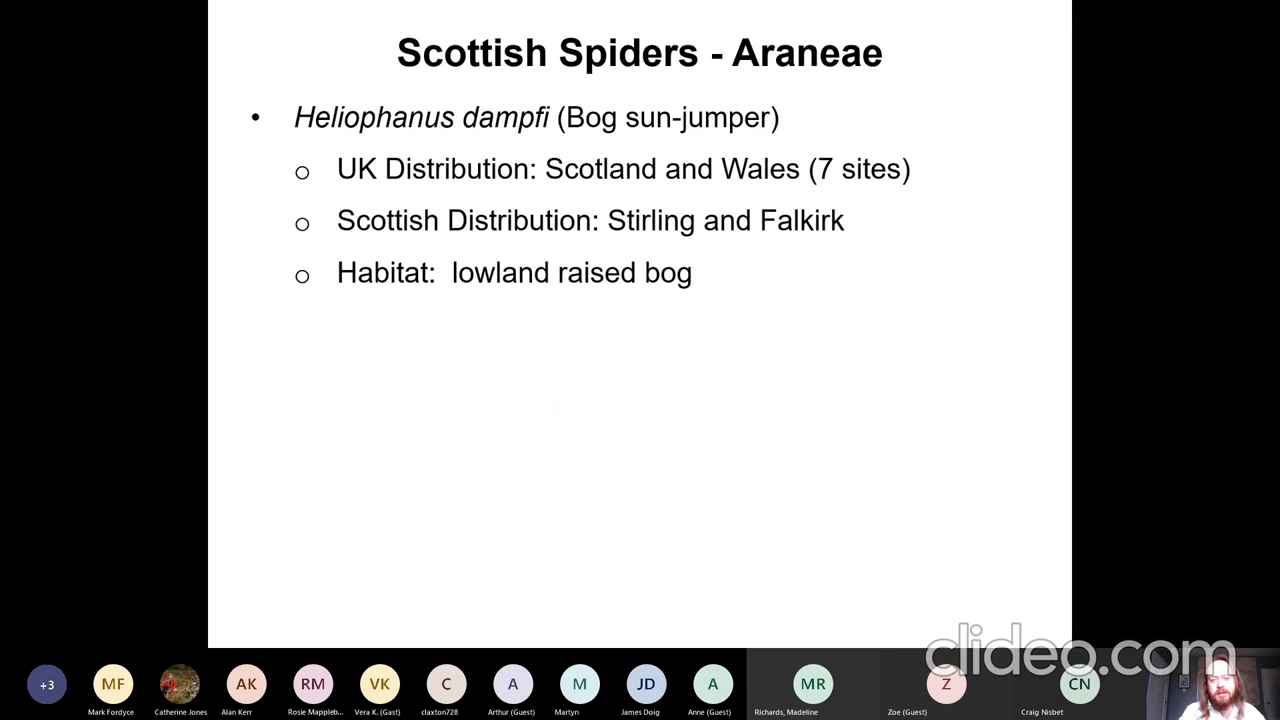 Scottish Spiders - Araneae
• Heliophanus dampfi (Bog sun-jumper)
o UK Distribution: Scotland and Wales (7 sites)
o Scottish Distribution: Stirling and Falkirk
o Habitat: lowland raised bog
clideo.com
+3 MF AK RM VK C A M JD A MR Z CN
Mark Fordyce Catherine Jones Alan Kerr Rosie Mappleb... Vera K. (Gast) claxton728 Arthur (Guest) Martyn James Doig Anne (Guest) Richards, Madeline Zoe (Guest) Craig Nisbet